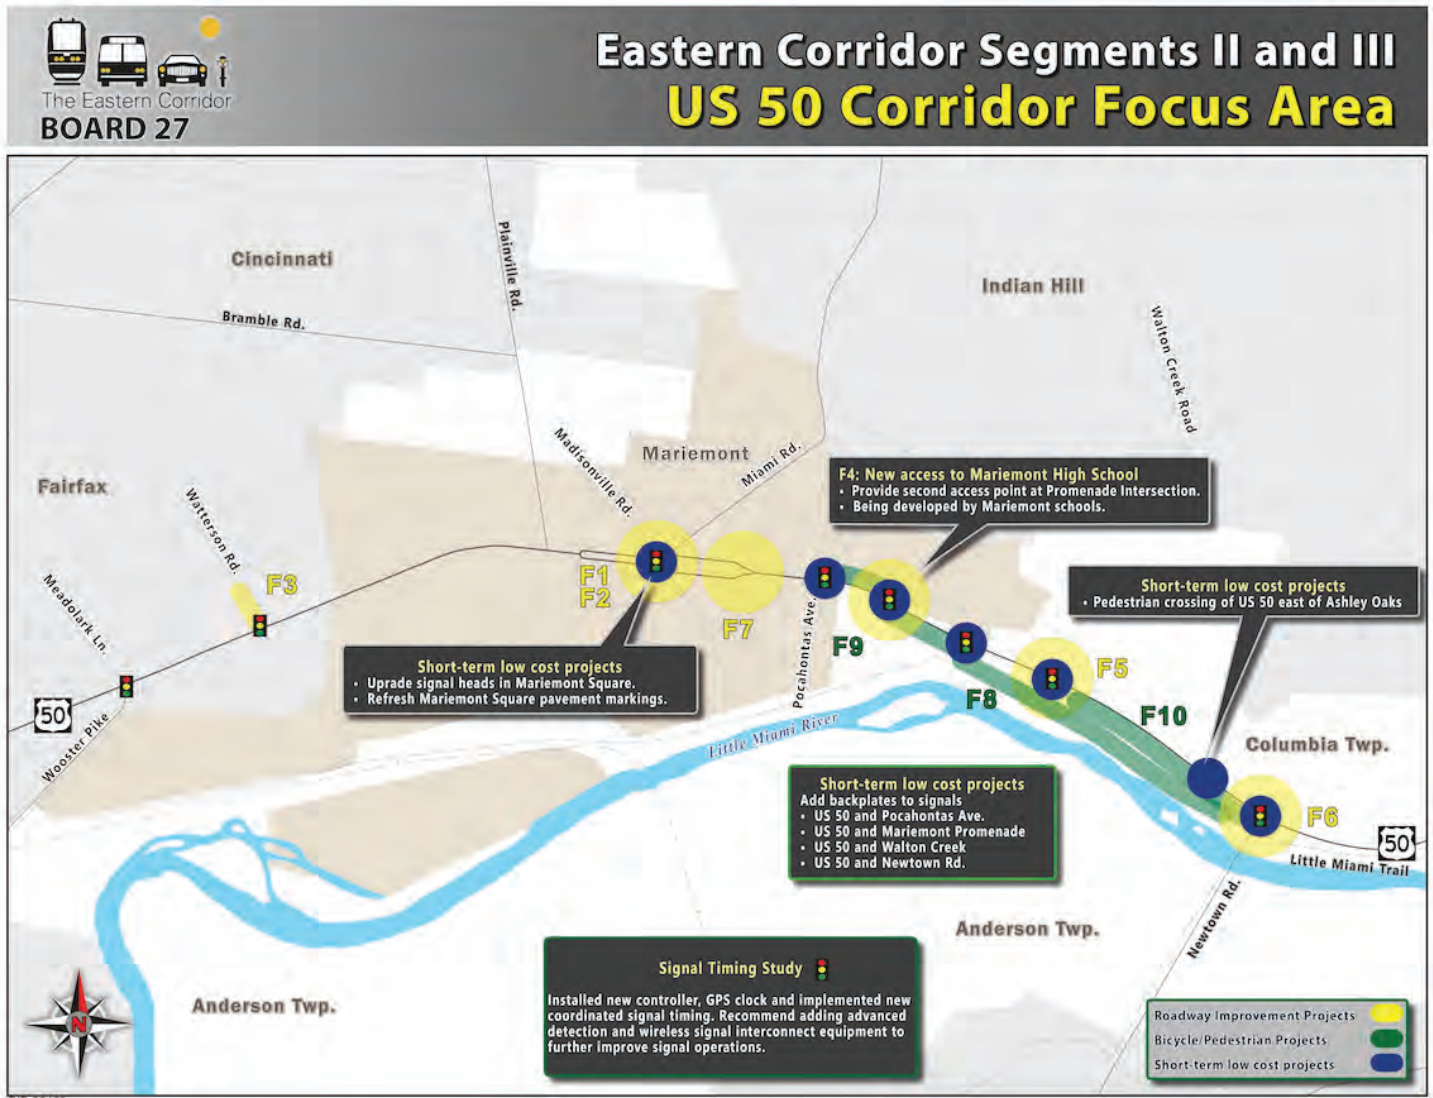 The Eastern Corridor
BOARD 27
Eastern Corridor Segments II and III
US 50 Corridor Focus Area
Cincinnati
Plainville Rd.
Bramble Rd.
Indian Hill
Walton Creek Road
Fairfax
Watterson Rd.
Madisonville Rd.
Mariemont
Miami Rd.
F4: New access to Mariemont High School
• Provide second access point at Promenade Intersection.
• Being developed by Mariemont schools.
Meadolark Ln.
F3
F1
F2
F7
Pocahontas Ave.
F9
Short-term low cost projects
• Pedestrian crossing of US 50 east of Ashley Oaks
Short-term low cost projects
• Uprade signal heads in Mariemont Square.
• Refresh Mariemont Square pavement markings.
F5
F8
F10
50
Wooster Pike
Little Miami River
Columbia Twp.
Short-term low cost projects
Add backplates to signals
• US 50 and Pocahontas Ave.
• US 50 and Mariemont Promenade
• US 50 and Walton Creek
• US 50 and Newtown Rd.
F6
50
Little Miami Trail
Newtown Rd.
Anderson Twp.
Anderson Twp.
Signal Timing Study
Installed new controller, GPS clock and implemented new
coordinated signal timing. Recommend adding advanced
detection and wireless signal interconnect equipment to
further improve signal operations.
N
Roadway Improvement Projects
Bicycle/Pedestrian Projects
Short-term low cost projects